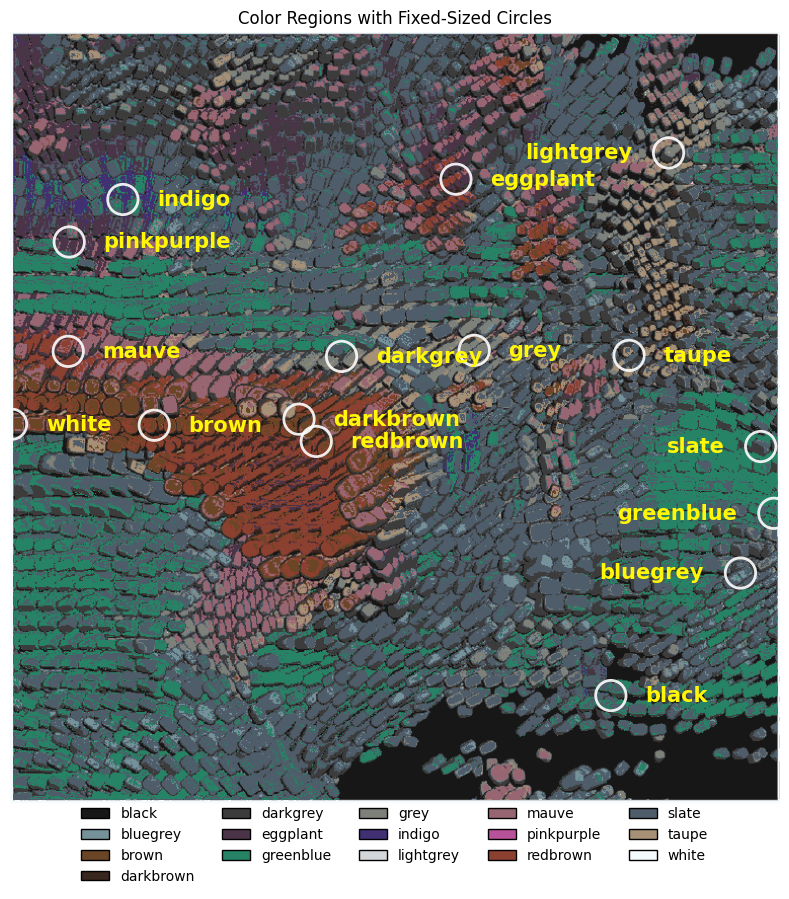 Color Regions with Fixed-Sized Circles
lightgrey
eggplant
indigo
pinkpurple
mauve
darkgrey
grey
taupe
white
brown
darkbrown
redbrown
slate
greenblue
bluegrey
black
black darkgrey grey mauve slate
bluegrey eggplant indigo pinkpurple taupe
brown greenblue lightgrey redbrown white
darkbrown